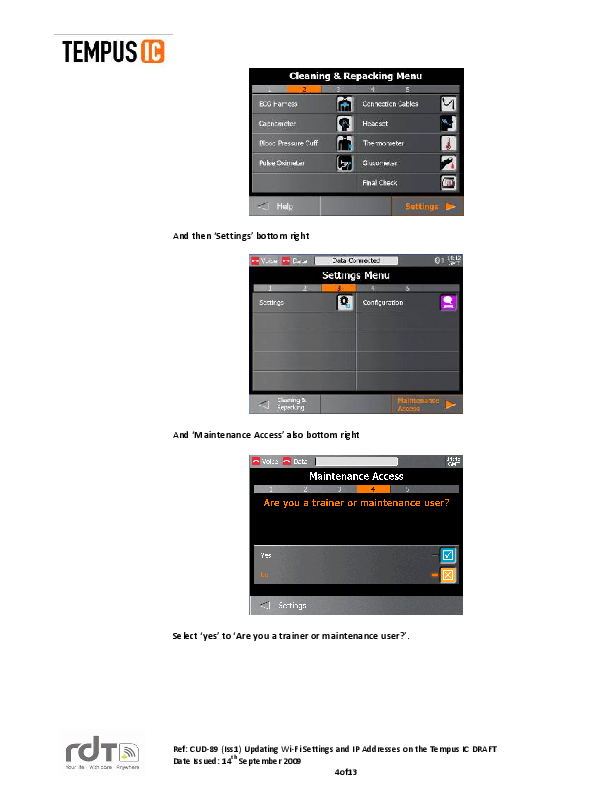 TEMPUS IC
Cleaning & Repacking Menu
1 2 3 4 5
ECG Harness Connection Cables
Capnometer Headset
Blood Pressure Cuff Thermometer
Pulse Oximeter Glucometer
Final Check
Help Settings
And then ‘Settings’ bottom right
Voice Data Data Connected
GMT
Settings Menu
1 2 3 4 5
Settings Configuration
Cleaning & Repacking
Maintenance Access
And ‘Maintenance Access’ also bottom right
Voice Data
GMT
Maintenance Access
1 2 3 4 5
Are you a trainer or maintenance user?
Yes
No
Settings
Select ‘yes’ to ‘Are you a trainer or maintenance user?’.
rdt
Your life With care Anywhere
Ref: CUD-89 (Iss1) Updating Wi-Fi Settings and IP Addresses on the Tempus IC DRAFT
Date Issued: 14th September 2009
4of13